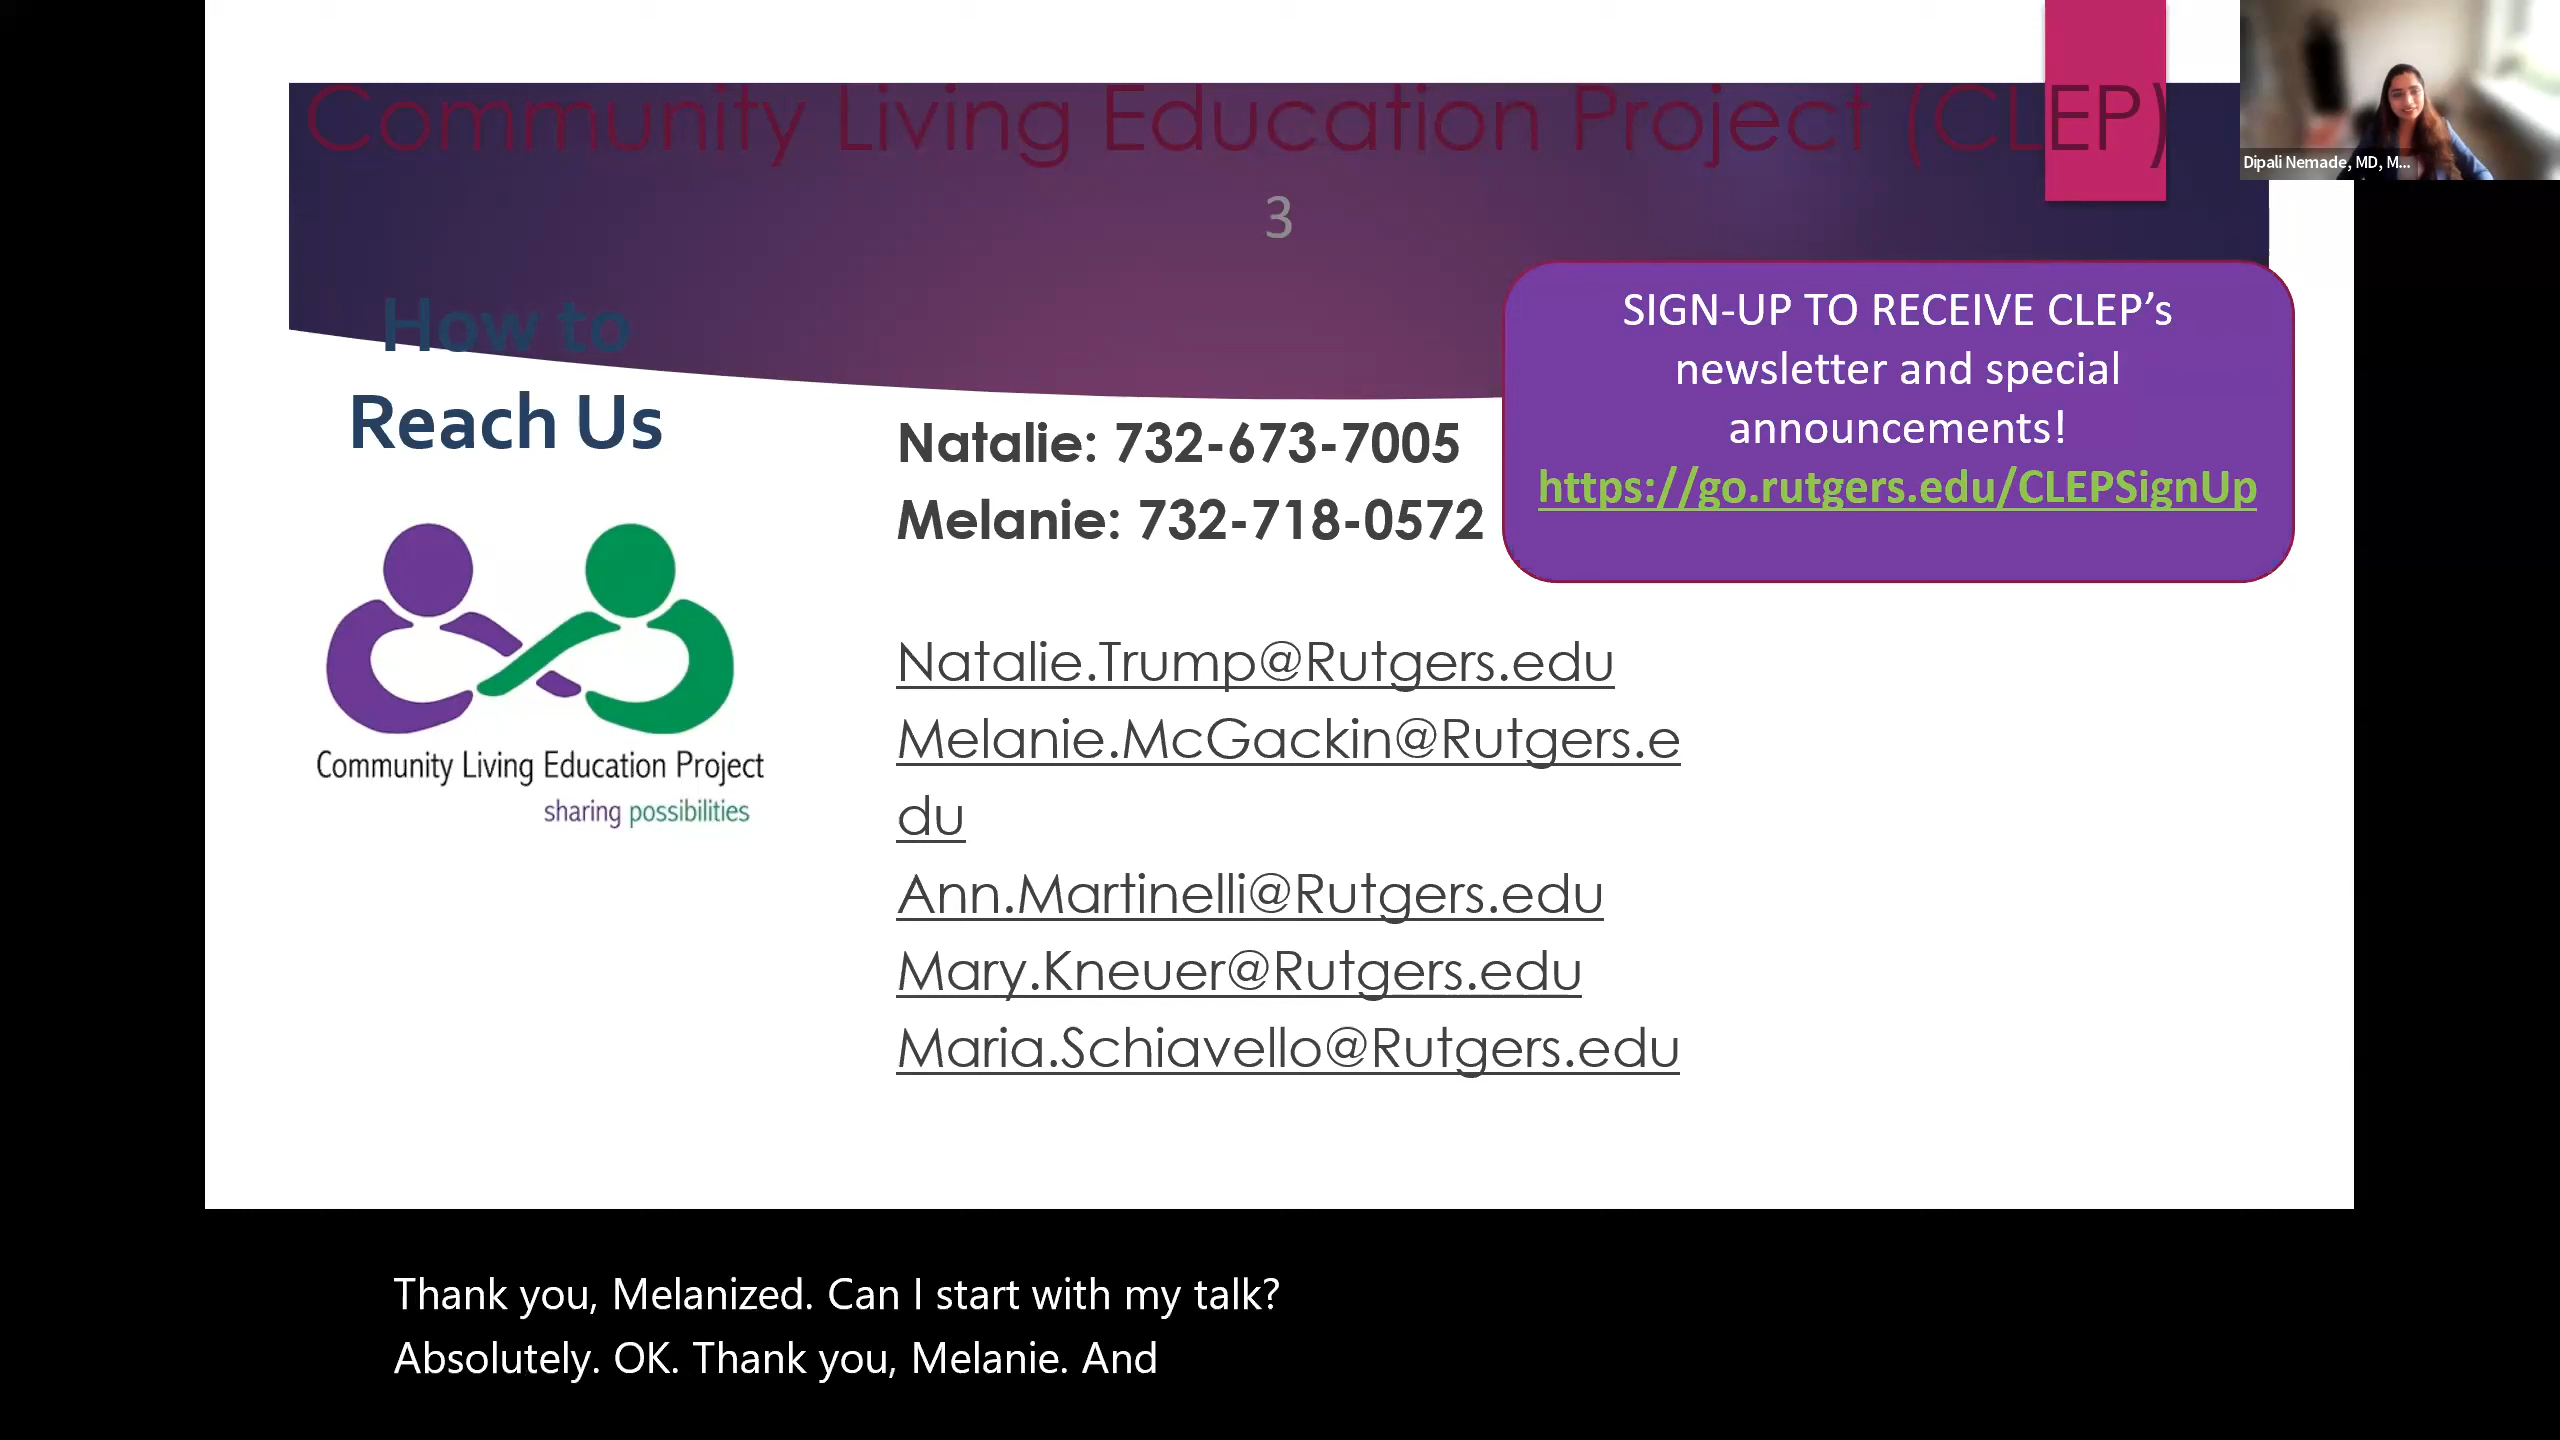 Community Living Education Project (CLEP)
3
How to
Reach Us
SIGN-UP TO RECEIVE CLEP’s
newsletter and special
announcements!
https://go.rutgers.edu/CLEPSignUp
Natalie: 732-673-7005
Melanie: 732-718-0572
Natalie.Trump@Rutgers.edu
Melanie.McGackin@Rutgers.e
du
Ann.Martinelli@Rutgers.edu
Mary.Kneuer@Rutgers.edu
Maria.Schiavello@Rutgers.edu
Community Living Education Project
sharing possibilities
Dipali Nemade, MD, M...
Thank you, Melanized. Can I start with my talk?
Absolutely. OK. Thank you, Melanie. And